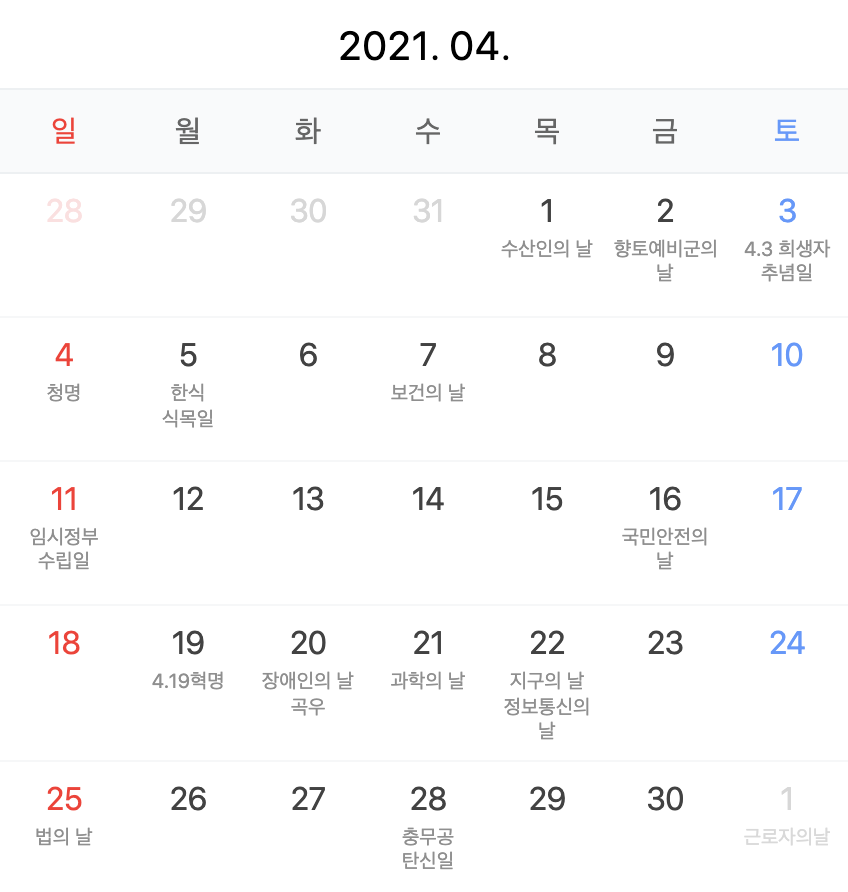 2021. 04.
일 월 화 수 목 금 토
28 29 30 31 1 2 3
수산인의 날 향토예비군의 4.3 희생자
날 추념일
4 5 6 7 8 9 10
청명 한식 보건의 날
식목일
11 12 13 14 15 16 17
임시정부 국민안전의
수립일 날
18 19 20 21 22 23 24
4.19혁명 장애인의 날 과학의 날 지구의 날
곡우 정보통신의
날
25 26 27 28 29 30 1
법의 날 충무공 근로자의날
탄신일